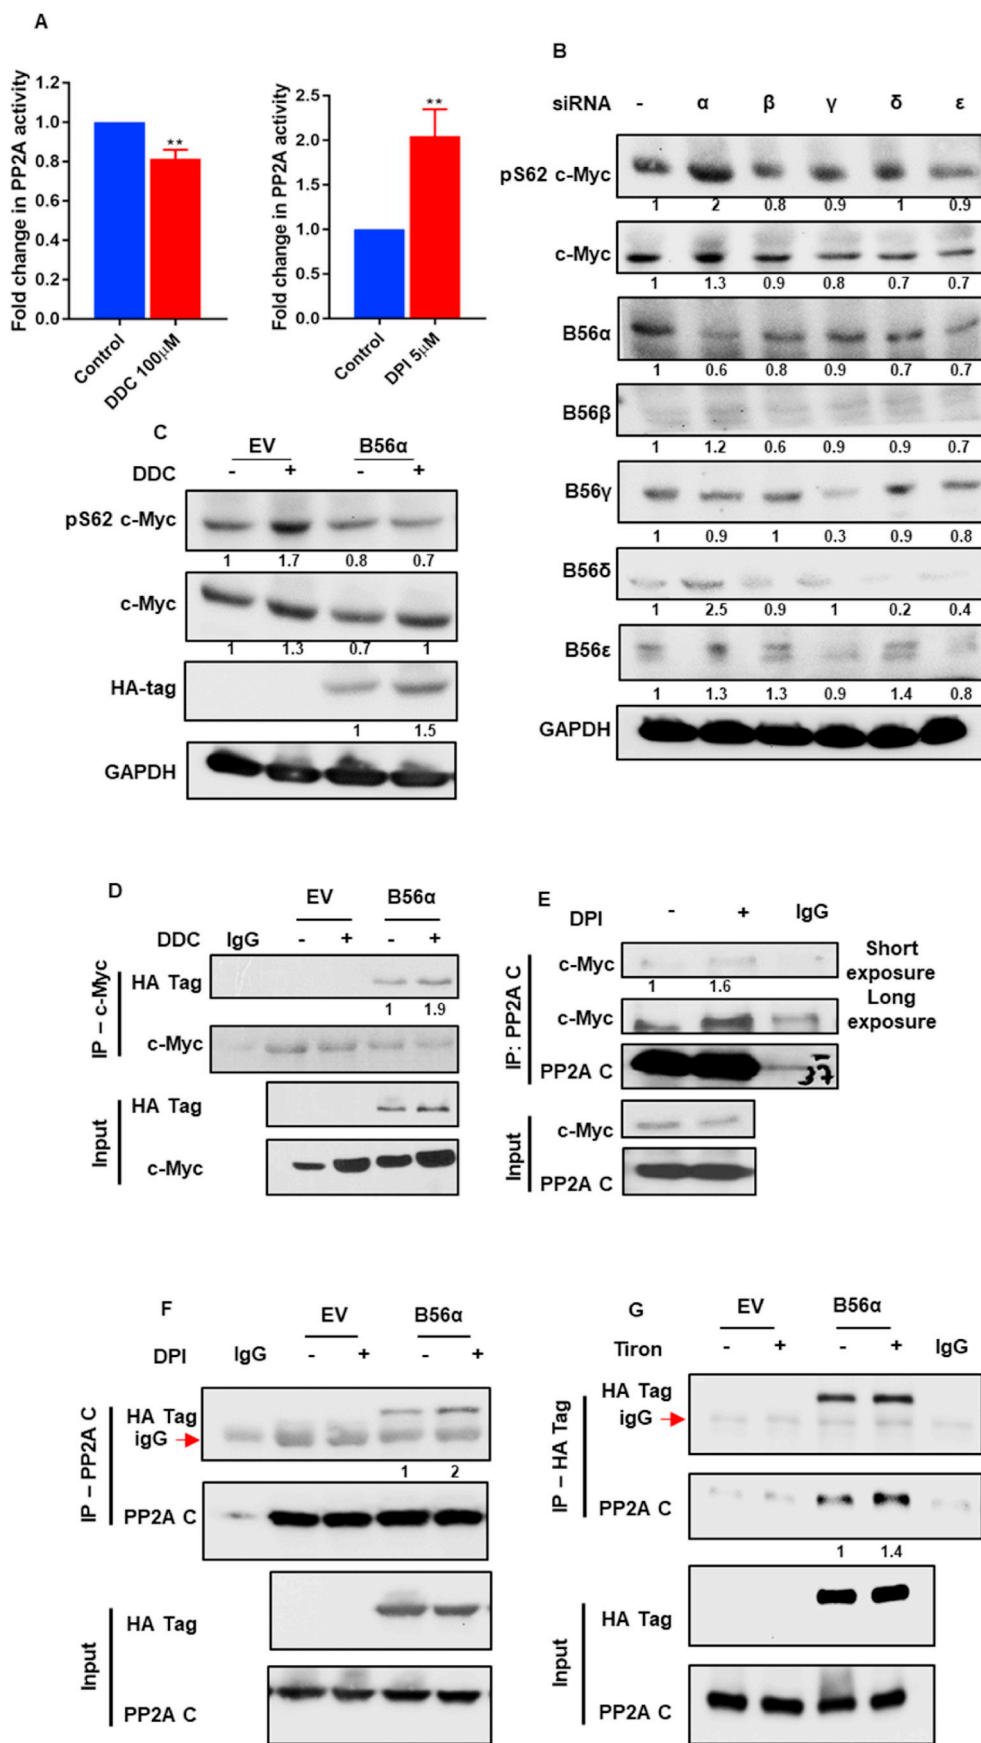 A
Fold change in PP2A activity
1.2
1.0
0.8
0.6
0.4
0.2
0.0
**
Control
DDC 100μM
Fold change in PP2A activity
2.5
2.0
1.5
1.0
0.5
0.0
**
Control
DPI 5μM
B
siRNA - α β γ δ ε
pS62 c-Myc
1 2 0.8 0.9 1 0.9
c-Myc
1 1.3 0.9 0.8 0.7 0.7
B56α
1 0.6 0.8 0.9 0.7 0.7
B56β
1 1.2 0.6 0.9 0.9 0.7
B56γ
1 0.9 1 0.3 0.9 0.8
B56δ
1 2.5 0.9 1 0.2 0.4
B56ε
1 1.3 1.3 0.9 1.4 0.8
GAPDH
C
EV B56α
DDC - + - +
pS62 c-Myc
1 1.7 0.8 0.7
c-Myc
1 1.3 0.7 1
HA-tag
1 1.5
GAPDH
D
EV B56α
DDC IgG - + - +
IP – c-Myc
HA Tag
1 1.9
c-Myc
Input
HA Tag
c-Myc
E
DPI - + IgG
IP: PP2A C
c-Myc
Short
exposure
1 1.6
c-Myc
Long
exposure
PP2A C
37
Input
c-Myc
PP2A C
F
EV B56α
DPI IgG - + - +
IP – PP2A C
HA Tag
igG
1 2
PP2A C
Input
HA Tag
PP2A C
G
EV B56α
Tiron - + - + IgG
IP – HA Tag
HA Tag
igG
PP2A C
1 1.4
Input
HA Tag
PP2A C